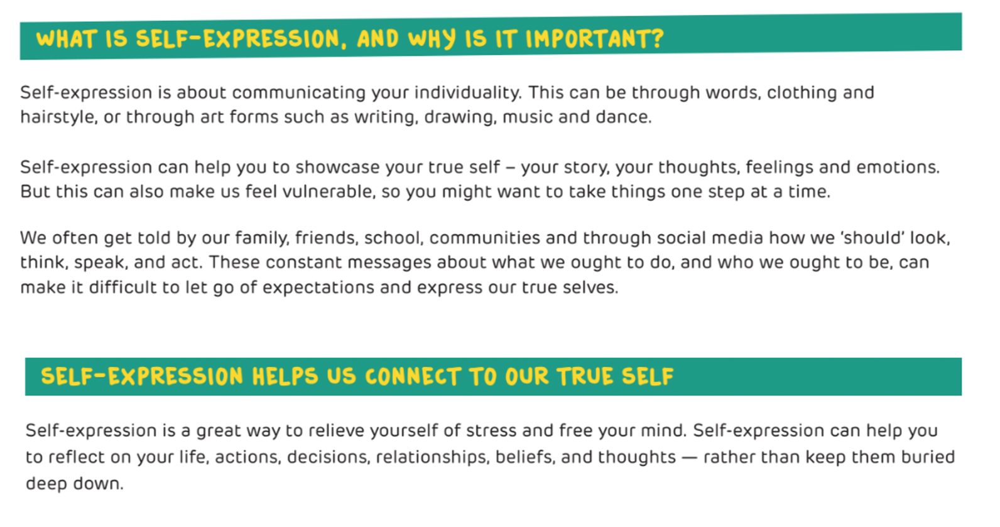 WHAT IS SELF-EXPRESSION, AND WHY IS IT IMPORTANT?
Self-expression is about communicating your individuality. This can be through words, clothing and
hairstyle, or through art forms such as writing, drawing, music and dance.
Self-expression can help you to showcase your true self – your story, your thoughts, feelings and emotions.
But this can also make us feel vulnerable, so you might want to take things one step at a time.
We often get told by our family, friends, school, communities and through social media how we ‘should’ look,
think, speak, and act. These constant messages about what we ought to do, and who we ought to be, can
make it difficult to let go of expectations and express our true selves.
SELF-EXPRESSION HELPS US CONNECT TO OUR TRUE SELF
Self-expression is a great way to relieve yourself of stress and free your mind. Self-expression can help you
to reflect on your life, actions, decisions, relationships, beliefs, and thoughts — rather than keep them buried
deep down.